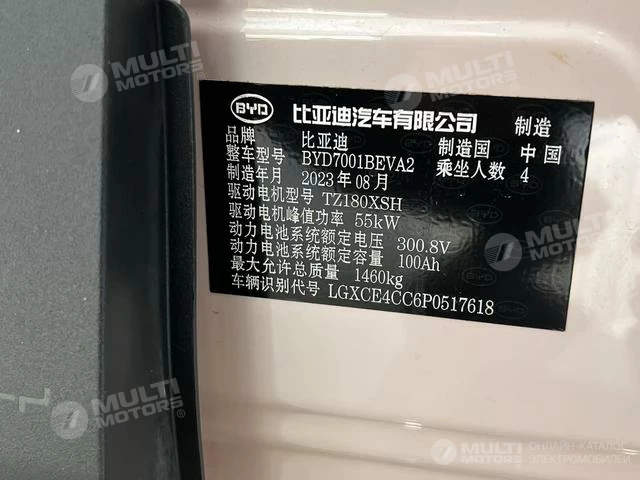 MULTI MOTORS®
MULTI MOTORS®
BYD 比亚迪汽车有限公司 制造
品牌 比亚迪 制造国 中国
整车型号 BYD7001BEVA2 乘坐人数 4
制造年月 2023年08月
驱动电机型号 TZ180XSH
驱动电机峰值功率 55kW
动力电池系统额定电压 300.8V
动力电池系统额定容量 100Ah
最大允许总质量 1460kg
车辆识别代号 LGXCE4CC6P0517618
MULTI MOTORS®
MULTI MOTORS®
MULTI MOTORS
ОНЛАЙН-КАТАЛОГ
ЭЛЕКТРОМОБИЛЕЙ